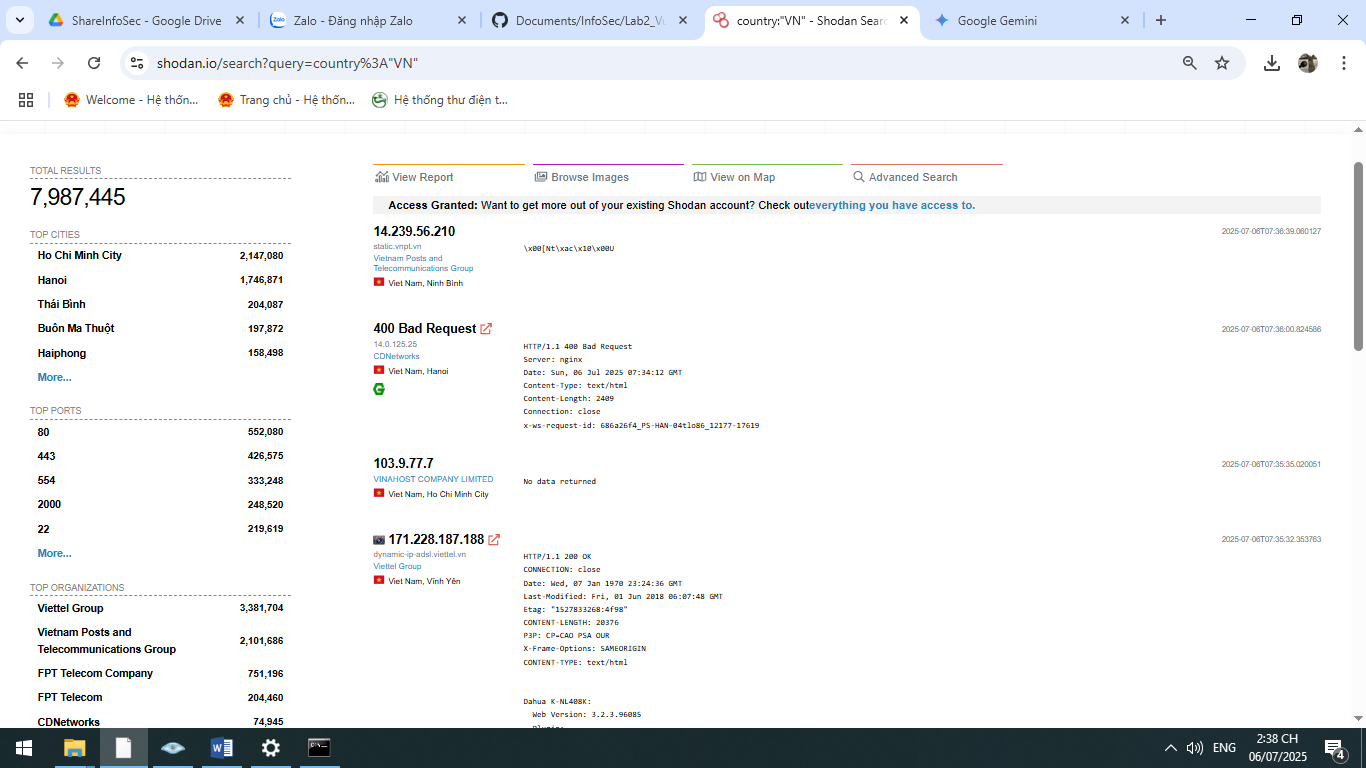 ShareInfoSec - Google Drive
Zalo - Đăng nhập Zalo
Documents/InfoSec/Lab2_Vu
country:"VN" - Shodan Searc
Google Gemini
shodan.io/search?query=country%3A"VN"
Welcome - Hệ thốn...
Trang chủ - Hệ thốn...
Hệ thống thư điện t...
TOTAL RESULTS
7,987,445
TOP CITIES
Ho Chi Minh City 2,147,080
Hanoi 1,746,871
Thái Bình 204,087
Buôn Ma Thuột 197,872
Haiphong 158,498
More...
TOP PORTS
80 552,080
443 426,575
554 333,248
2000 248,520
22 219,619
More...
TOP ORGANIZATIONS
Viettel Group 3,381,704
Vietnam Posts and
Telecommunications Group 2,101,686
FPT Telecom Company 751,196
FPT Telecom 204,460
CDNetworks 74,945
View Report
Browse Images
View on Map
Advanced Search
Access Granted: Want to get more out of your existing Shodan account? Check outeverything you have access to.
14.239.56.210
2025-07-06T07:36:39.060127
static.vnpt.vn
Vietnam Posts and
Telecommunications Group
Viet Nam, Ninh Bình
\x00[Nt\xac\x10\x00U
400 Bad Request
2025-07-06T07:36:00.824586
14.0.125.25
CDNetworks
Viet Nam, Hanoi
HTTP/1.1 400 Bad Request
Server: nginx
Date: Sun, 06 Jul 2025 07:34:12 GMT
Content-Type: text/html
Content-Length: 2409
Connection: close
x-ws-request-id: 686a26f4_PS-HAN-04tlo86_12177-17619
103.9.77.7
2025-07-06T07:35:35.020051
VINAHOST COMPANY LIMITED
Viet Nam, Ho Chi Minh City
No data returned
171.228.187.188
2025-07-06T07:35:32.353763
dynamic-ip-adsl.viettel.vn
Viettel Group
Viet Nam, Vĩnh Yên
HTTP/1.1 200 OK
CONNECTION: close
Date: Wed, 07 Jan 1970 23:24:36 GMT
Last-Modified: Fri, 01 Jun 2018 06:07:48 GMT
Etag: "1527833268:4f98"
CONTENT-LENGTH: 20376
P3P: CP=CAO PSA OUR
X-Frame-Options: SAMEORIGIN
CONTENT-TYPE: text/html
Dahua K-NL408K:
Web Version: 3.2.3.96085
Plugin:
ENG
2:38 CH
06/07/2025
4